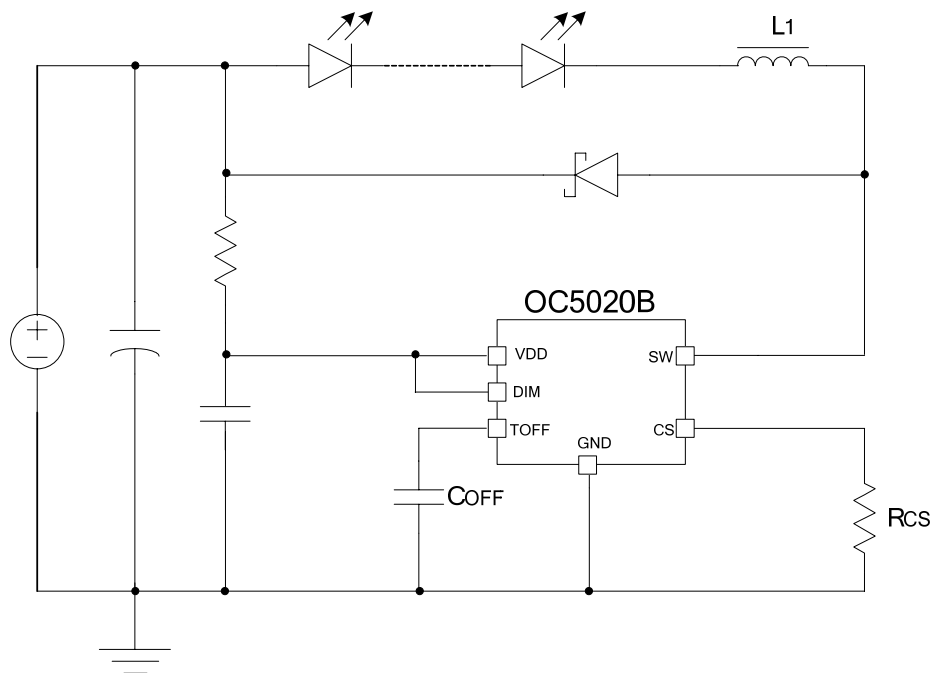 L1
OC5020B
VDD
SW
DIM
TOFF
GND
CS
COFF
RCS